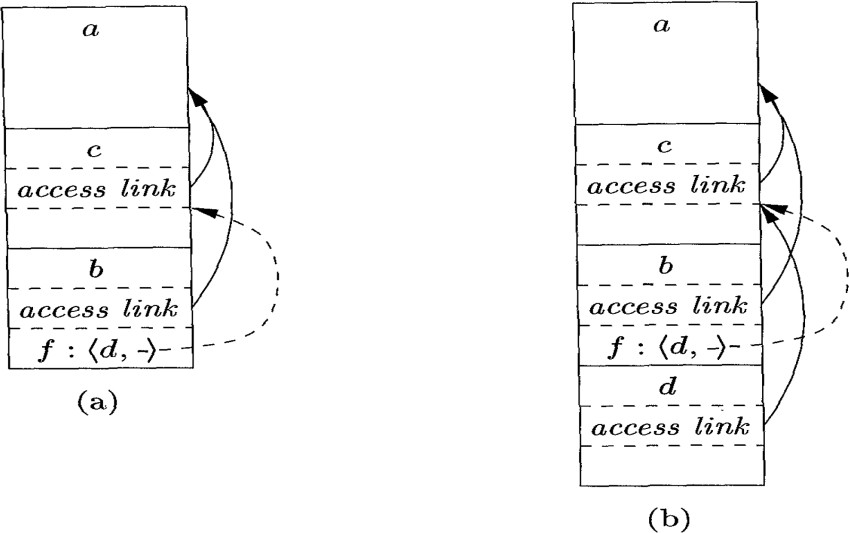 a
c
access link
b
access link
f : ⟨d, -⟩
(a)
a
c
access link
b
access link
f : ⟨d, -⟩
d
access link
(b)